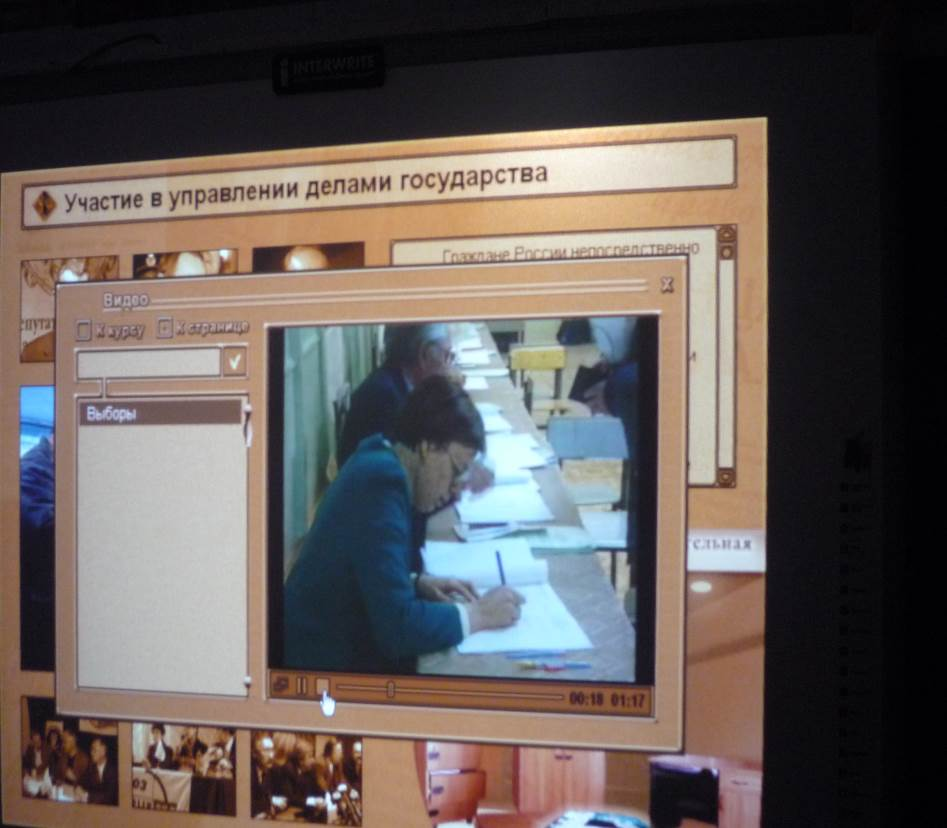 INTERWRITE
Участие в управлении делами государства
Граждане России непосредственно
Видео
x
К курсу
К странице
Выборы
и
тельная
00:18 01:17